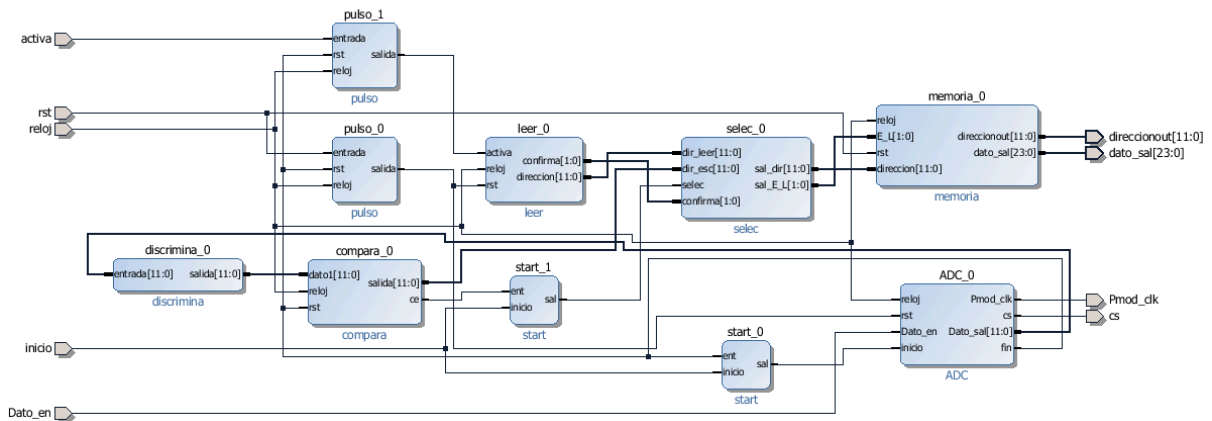 pulso_1
activa
entrada
rst
salida
reloj
pulso
rst
reloj
pulso_0
entrada
rst
salida
reloj
pulso
leer_0
activa
confirma[1:0]
reloj
direccion[11:0]
rst
leer
selec_0
dir_leer[11:0]
dir_esc[11:0]
sal_dir[11:0]
selec
sal_E_L[1:0]
confirma[1:0]
selec
memoria_0
reloj
E_L[1:0]
direccionout[11:0]
rst
dato_sal[23:0]
direccion[11:0]
memoria
direccionout[11:0]
dato_sal[23:0]
discrimina_0
entrada[11:0]
salida[11:0]
discrimina
compara_0
dato1[11:0]
salida[11:0]
reloj
ce
rst
compara
start_1
ent
sal
inicio
start
ADC_0
reloj
Pmod_clk
rst
cs
Dato_en
Dato_sal[11:0]
inicio
fin
ADC
Pmod_clk
cs
inicio
start_0
ent
sal
inicio
start
Dato_en